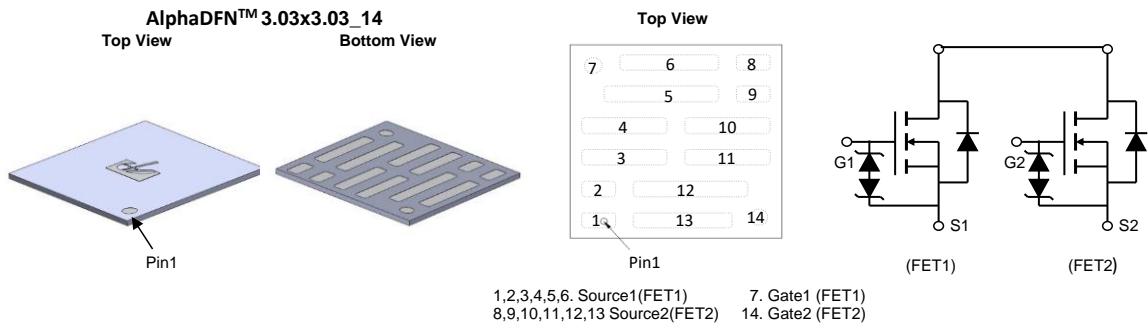 AlphaDFN™ 3.03x3.03_14
Top View
Bottom View
Top View
7
6
8
5
9
4
10
3
11
2
12
1
13
14
Pin1
Pin1
G1
S1
(FET1)
G2
S2
(FET2)
1,2,3,4,5,6. Source1(FET1)
7. Gate1 (FET1)
8,9,10,11,12,13 Source2(FET2)
14. Gate2 (FET2)